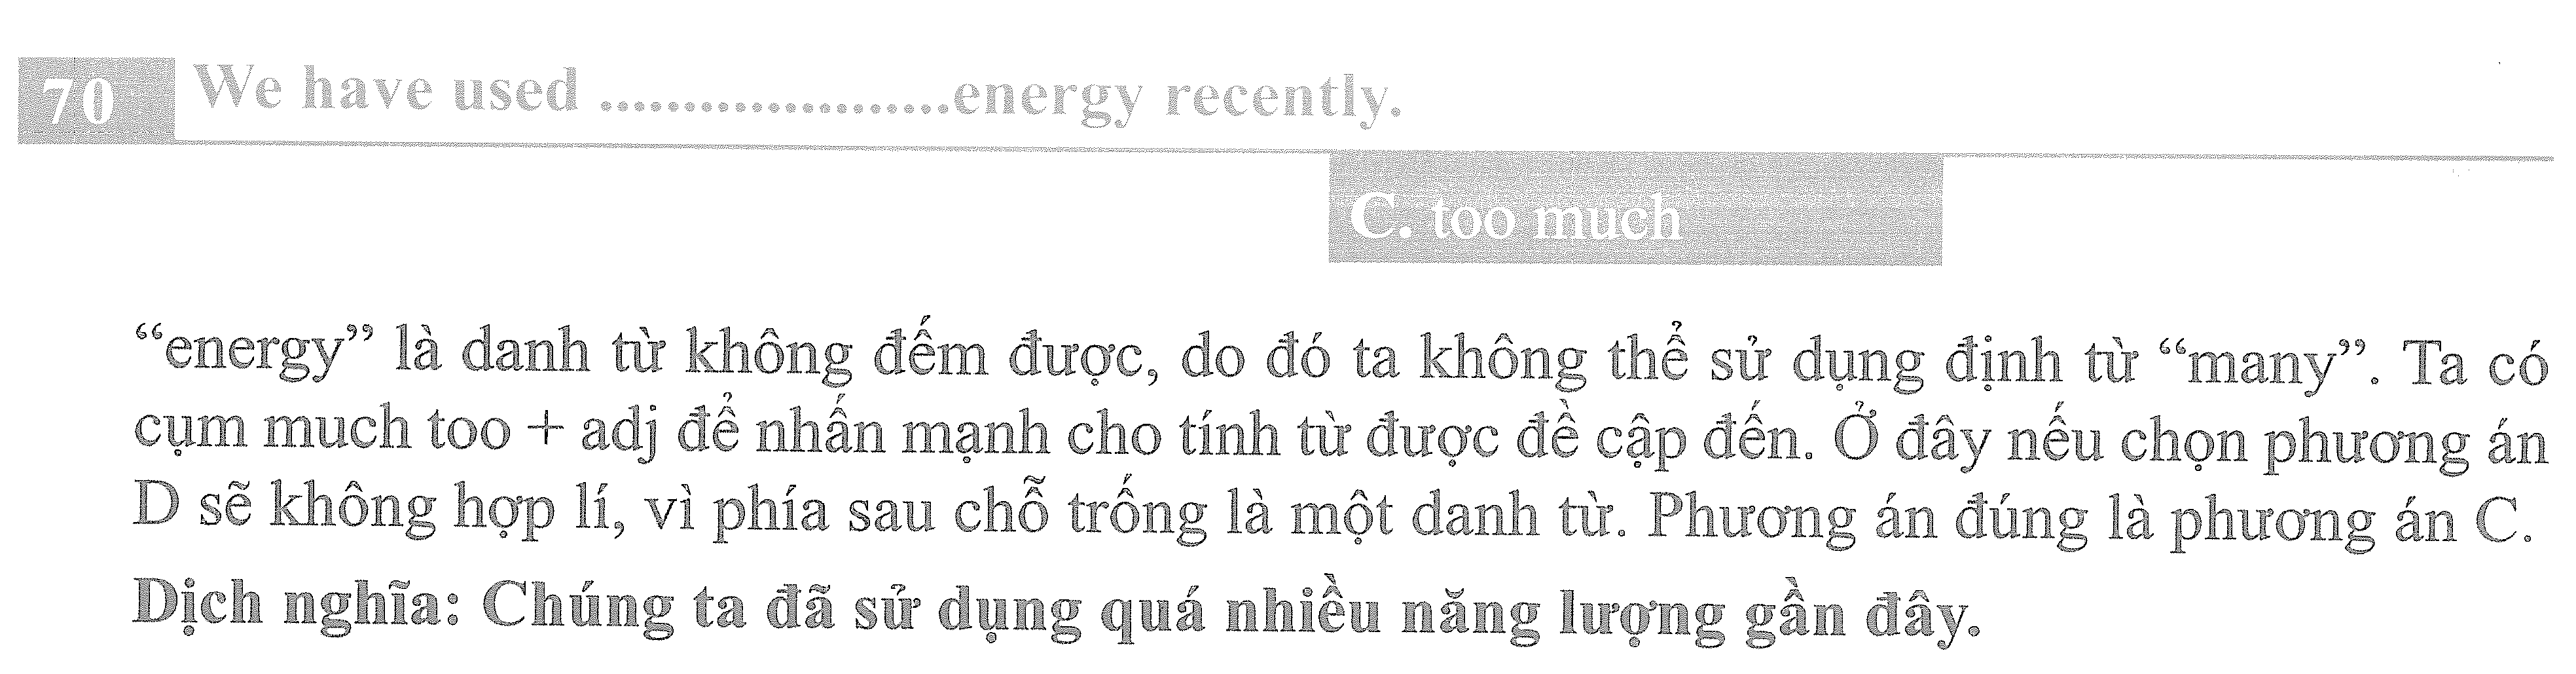 70 We have used ....................energy recently.
C. too much
“energy” là danh từ không đếm được, do đó ta không thể sử dụng định từ “many”. Ta có
cụm much too + adj để nhấn mạnh cho tính từ được đề cập đến. Ở đây nếu chọn phương án
D sẽ không hợp lí, vì phía sau chỗ trống là một danh từ. Phương án đúng là phương án C.
Dịch nghĩa: Chúng ta đã sử dụng quá nhiều năng lượng gần đây.